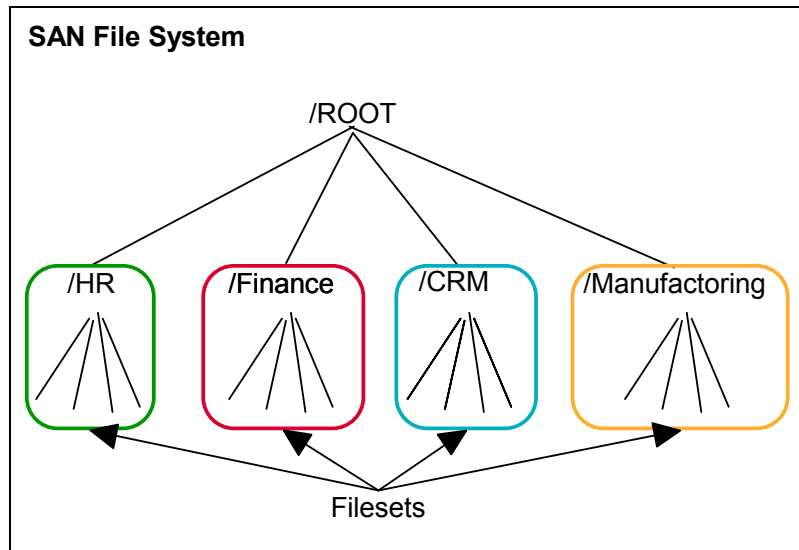 SAN File System
/ROOT
/HR
/Finance
/CRM
/Manufactoring
Filesets